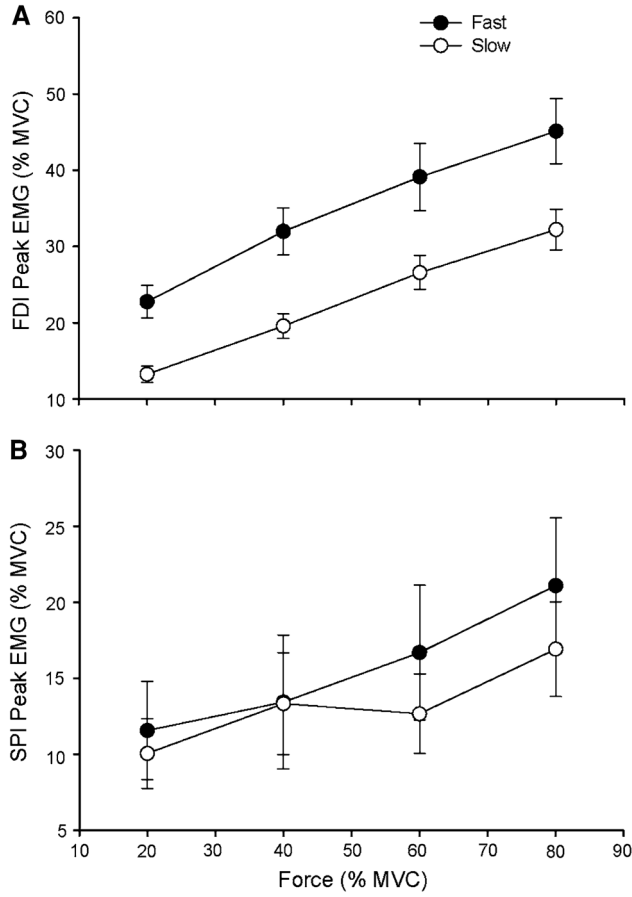 A
Fast
Slow
60
50
40
30
20
10
FDI Peak EMG (% MVC)
B
30
25
20
15
10
5
SPI Peak EMG (% MVC)
10 20 30 40 50 60 70 80 90
Force (% MVC)